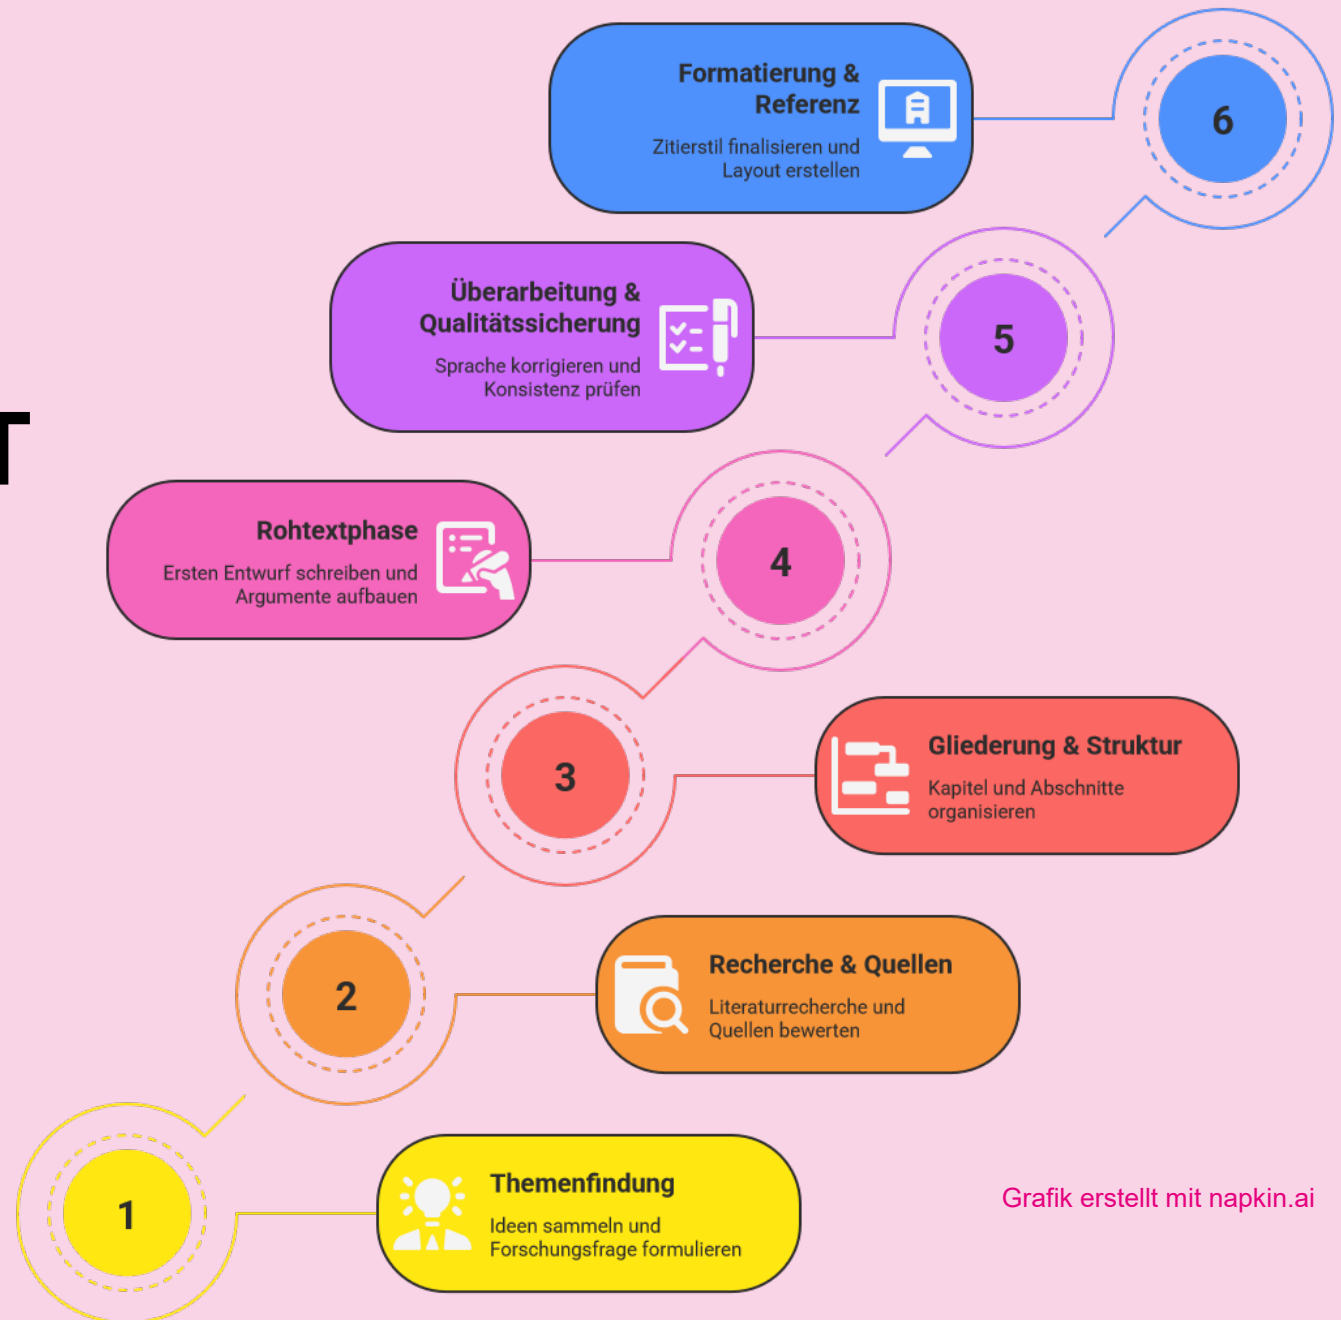 Formatierung &
Referenz
Zitierstil finalisieren und
Layout erstellen
6
Überarbeitung &
Qualitätssicherung
Sprache korrigieren und
Konsistenz prüfen
5
T
Rohtextphase
Ersten Entwurf schreiben und
Argumente aufbauen
4
3
Gliederung & Struktur
Kapitel und Abschnitte
organisieren
2
Recherche & Quellen
Literaturrecherche und
Quellen bewerten
1
Themenfindung
Ideen sammeln und
Forschungsfrage formulieren
Grafik erstellt mit napkin.ai